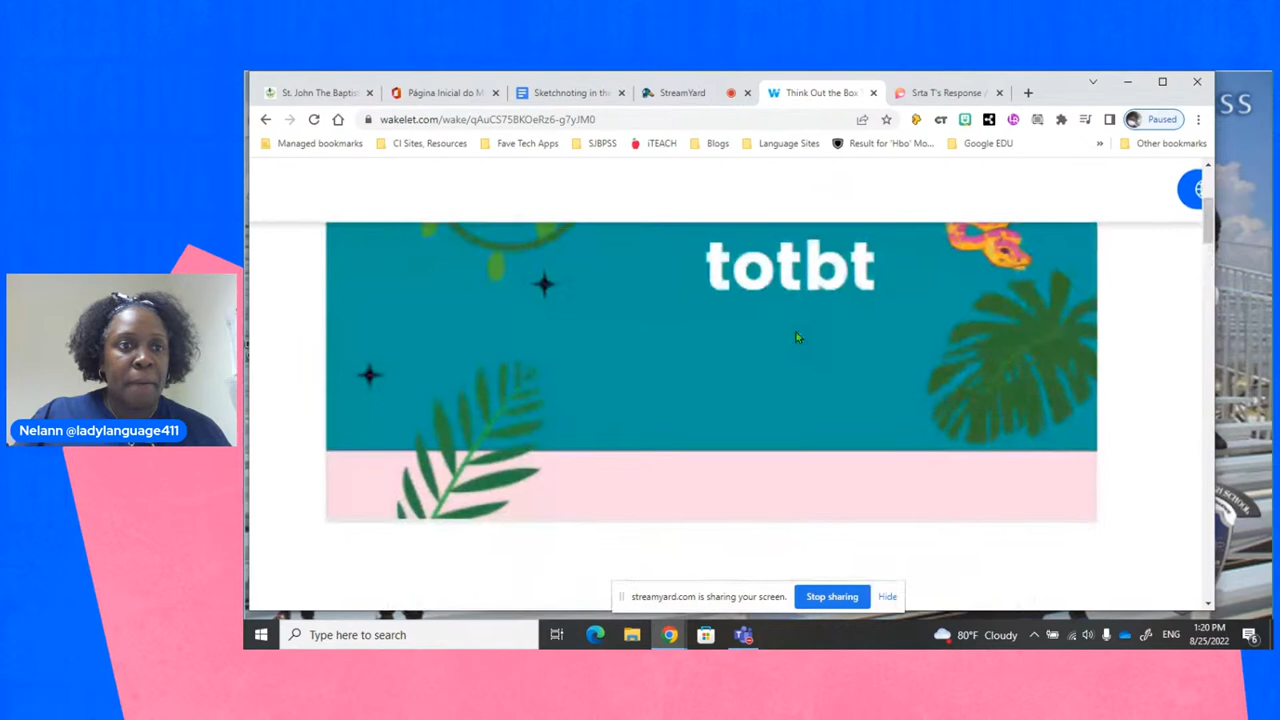 St. John The Baptis
Página Inicial do M
Sketchnoting in the
StreamYard
Think Out the Box
Srta T's Response /
wakelet.com/wake/qAuCS75BKOeRz6-g7yJM0
Paused
Managed bookmarks
CI Sites, Resources
Fave Tech Apps
SJBPSS
iTEACH
Blogs
Language Sites
Result for 'Hbo' Mo...
Google EDU
»
Other bookmarks
SS
totbt
Nelann @ladylanguage411
streamyard.com is sharing your screen.
Stop sharing
Hide
Type here to search
80°F Cloudy
ENG
1:20 PM
8/25/2022
6